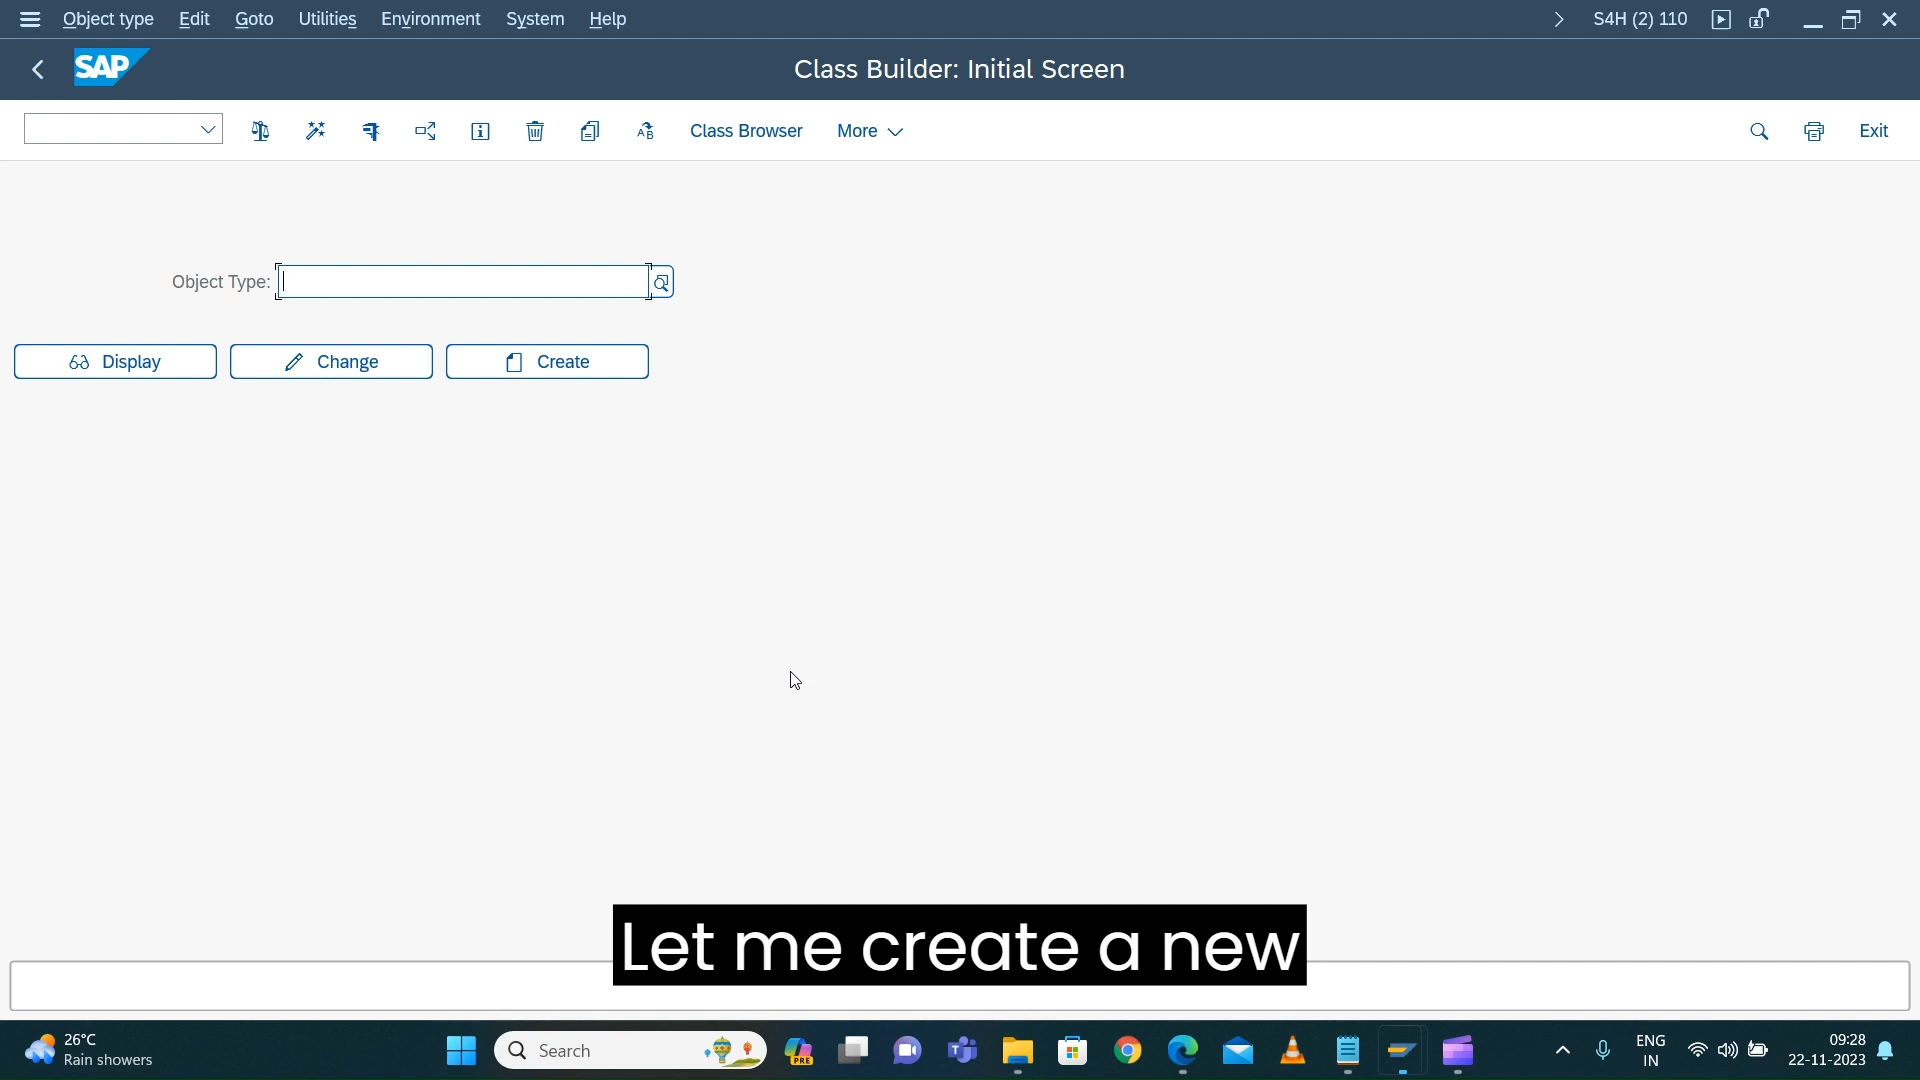 Object type Edit Goto Utilities Environment System Help S4H (2) 110
SAP Class Builder: Initial Screen
Class Browser More Exit
Object Type:
Display Change Create
Let me create a new
26°C
Rain showers
Search
PRE
ENG
IN
09:28
22-11-2023